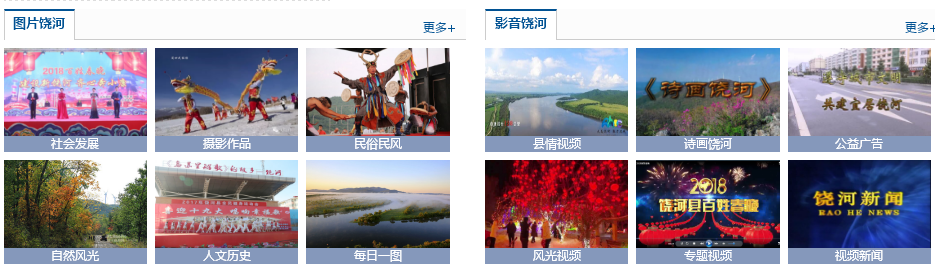 图片饶河
更多+
2018
社会发展
摄影作品
民俗民风
自然风光
人文历史
每日一图
影音饶河
更多+
《诗画饶河》
共建宜居饶河
县情视频
诗画饶河
公益广告
2018
饶河县百姓春晚
饶河新闻
RAO HE NEWS
风光视频
专题视频
视频新闻